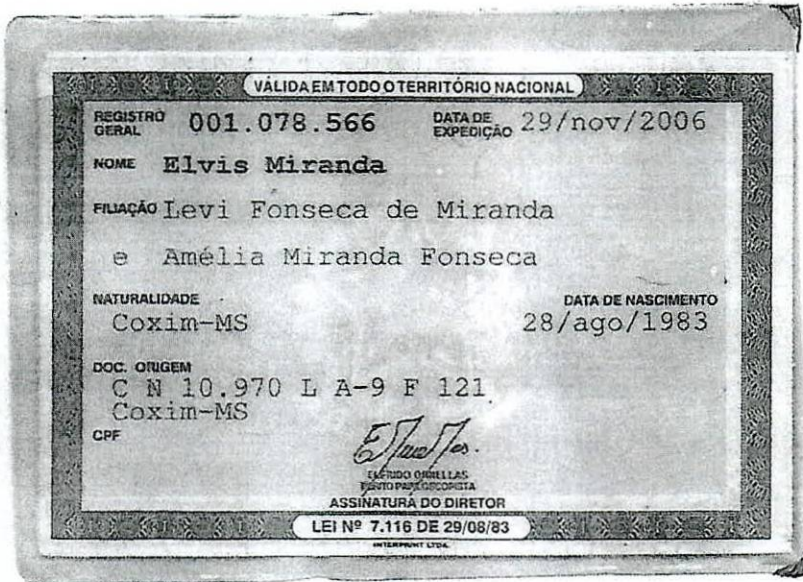 VÁLIDA EM TODO O TERRITÓRIO NACIONAL
REGISTRO GERAL 001.078.566 DATA DE EXPEDIÇÃO 29/nov/2006
NOME Elvis Miranda
FILIAÇÃO Levi Fonseca de Miranda
e Amélia Miranda Fonseca
NATURALIDADE DATA DE NASCIMENTO
Coxim-MS 28/ago/1983
DOC. ORIGEM
C N 10.970 L A-9 F 121
Coxim-MS
CPF
ASSINATURA DO DIRETOR
LEI Nº 7.116 DE 29/08/83
INTERPRINT LTDA.